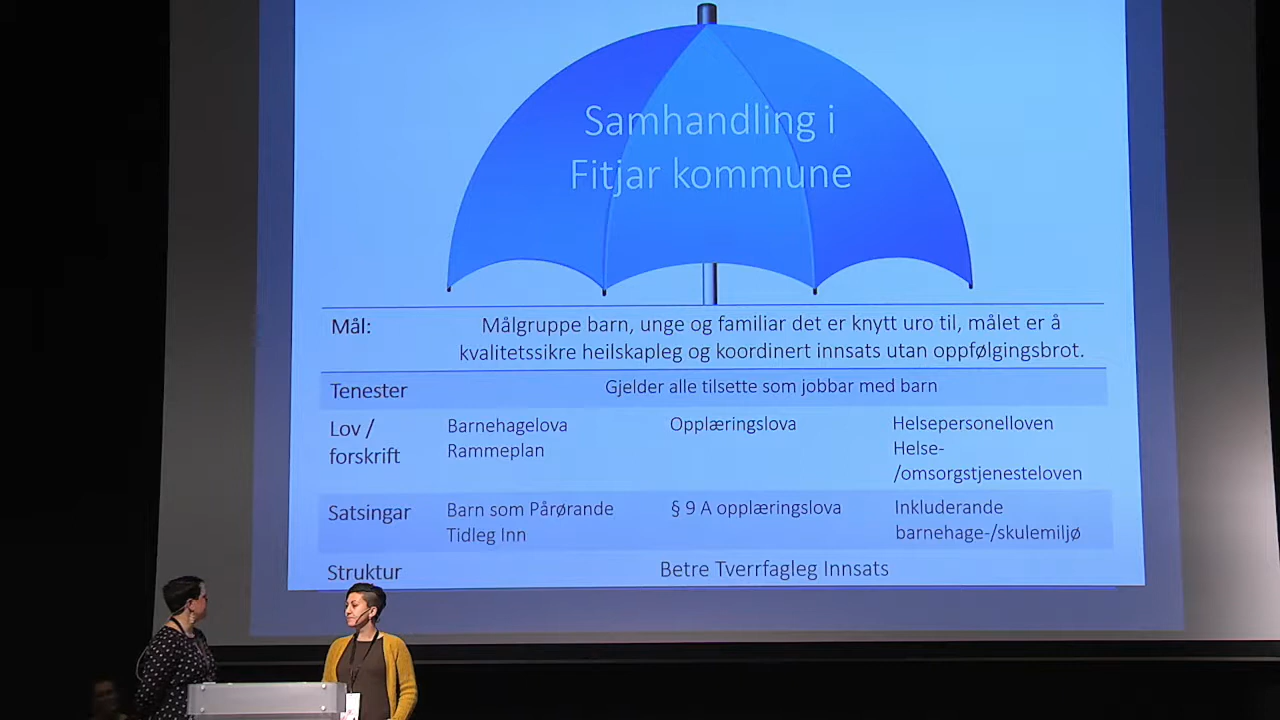 Samhandling i
Fitjar kommune
Mål:
Målgruppe barn, unge og familiar det er knytt uro til, målet er å
kvalitetssikre heilskapleg og koordinert innsats utan oppfølgingsbrot.
Tenester
Gjelder alle tilsette som jobbar med barn
Lov /
forskrift
Barnehagelova
Rammeplan
Opplæringslova
Helsepersonelloven
Helse-
/omsorgstjenesteloven
Satsingar
Barn som Pårørande
Tidleg Inn
§ 9 A opplæringslova
Inkluderande
barnehage-/skulemiljø
Struktur
Betre Tverrfagleg Innsats